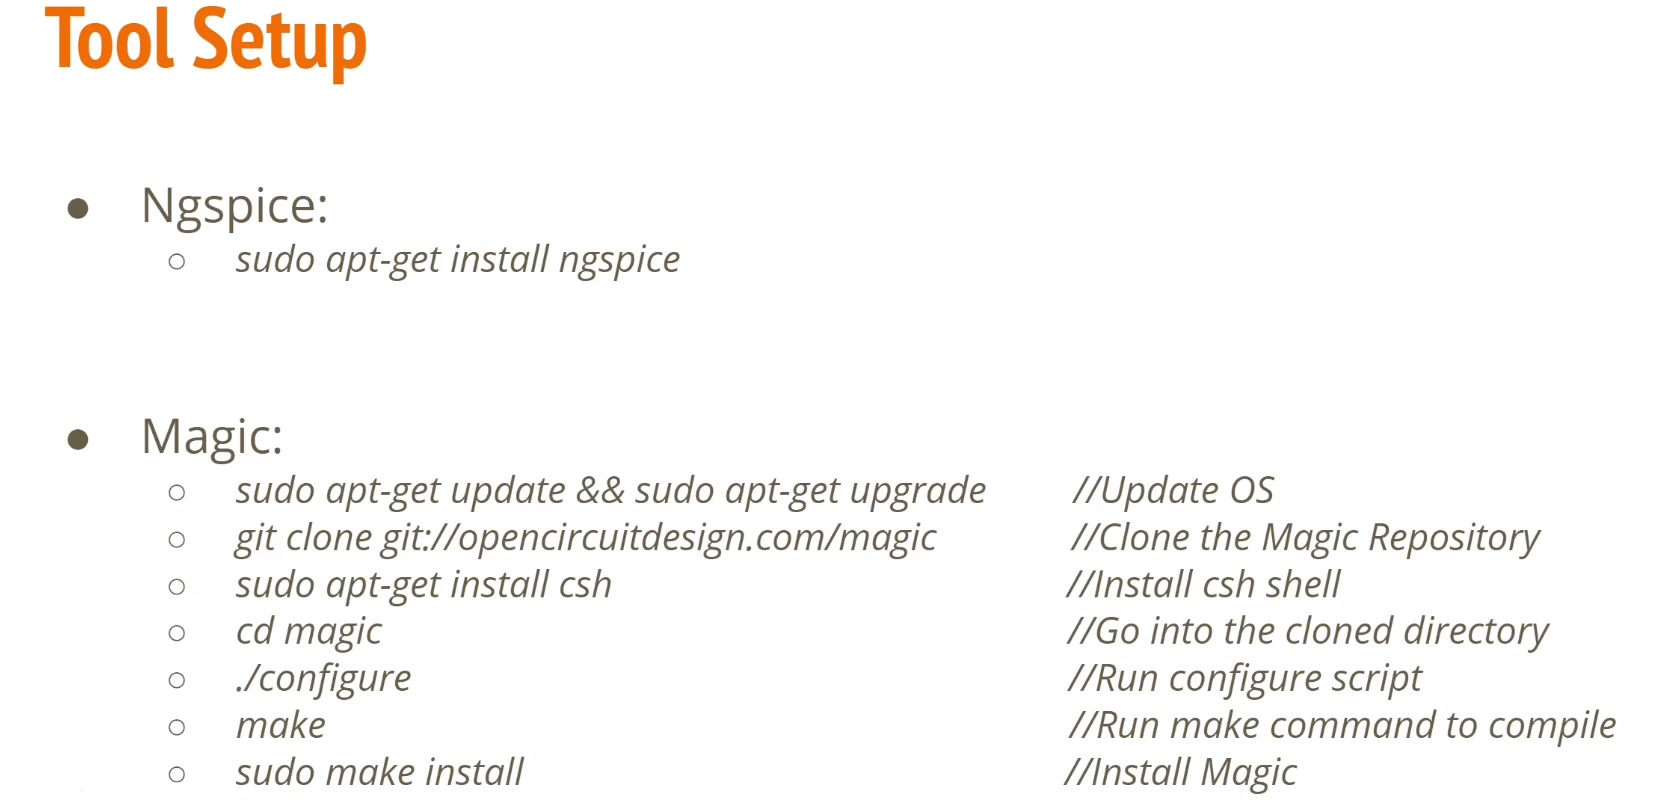 Tool Setup
● Ngspice:
○ sudo apt-get install ngspice
● Magic:
○ sudo apt-get update && sudo apt-get upgrade //Update OS
○ git clone git://opencircuitdesign.com/magic //Clone the Magic Repository
○ sudo apt-get install csh //Install csh shell
○ cd magic //Go into the cloned directory
○ ./configure //Run configure script
○ make //Run make command to compile
○ sudo make install //Install Magic